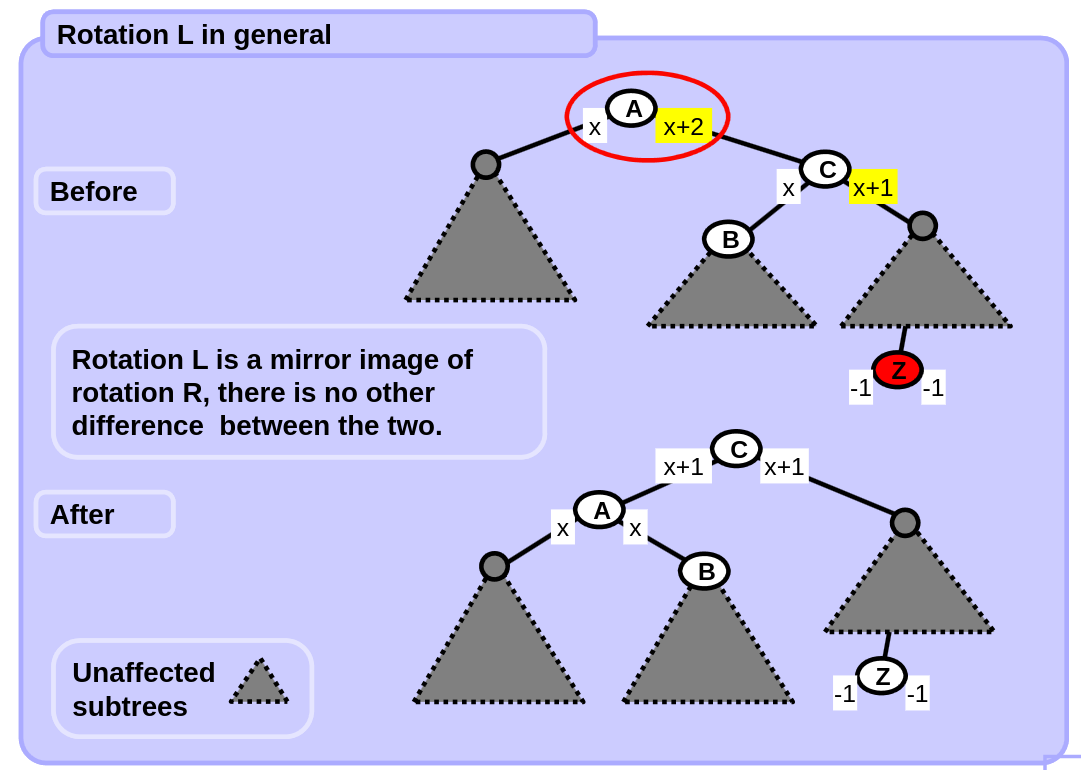 Rotation L in general
A
x
x+2
C
Before
x
x+1
B
Rotation L is a mirror image of
rotation R, there is no other
difference  between the two.
Z
-1
-1
C
x+1
x+1
After
A
x
x
B
Unaffected
subtrees
Z
-1
-1